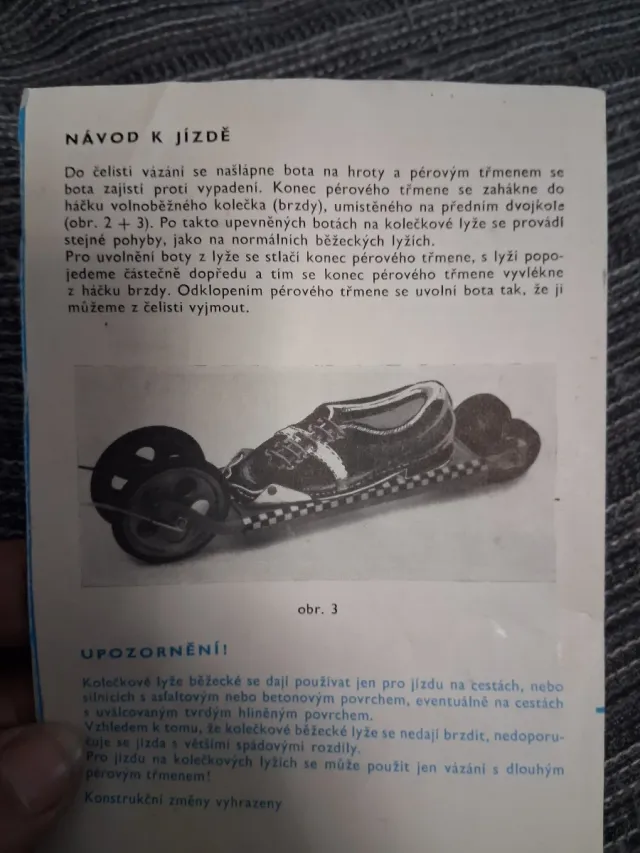 NÁVOD K JÍZDĚ
Do čelisti vázání se našlápne bota na hroty a pérovým třmenem se
bota zajistí proti vypadení. Konec pérového třmene se zahákne do
háčku volnoběžného kolečka (brzdy), umístěného na předním dvojkole
(obr. 2 + 3). Po takto upevněných botách na kolečkové lyže se provádí
stejné pohyby, jako na normálních běžeckých lyžích.
Pro uvolnění boty z lyže se stlačí konec pérového třmene, s lyží popo-
jedeme částečně dopředu a tím se konec pérového třmene vyvlékne
z háčku brzdy. Odklopením pérového třmene se uvolní bota tak, že ji
můžeme z čelisti vyjmout.
obr. 3
UPOZORNĚNÍ!
Kolečkové lyže běžecké se dají používat jen pro jízdu na cestách, nebo
silnicích s asfaltovým nebo betonovým povrchem, eventuálně na cestách
s uválcovaným tvrdým hliněným povrchem.
Vzhledem k tomu, že kolečkové běžecké lyže se nedají brzdit, nedoporu-
čuje se jízda s většími spádovými rozdíly.
Pro jízdu na kolečkových lyžích se může použít jen vázání s dlouhým
pérovým třmenem!
Konstrukční změny vyhrazeny